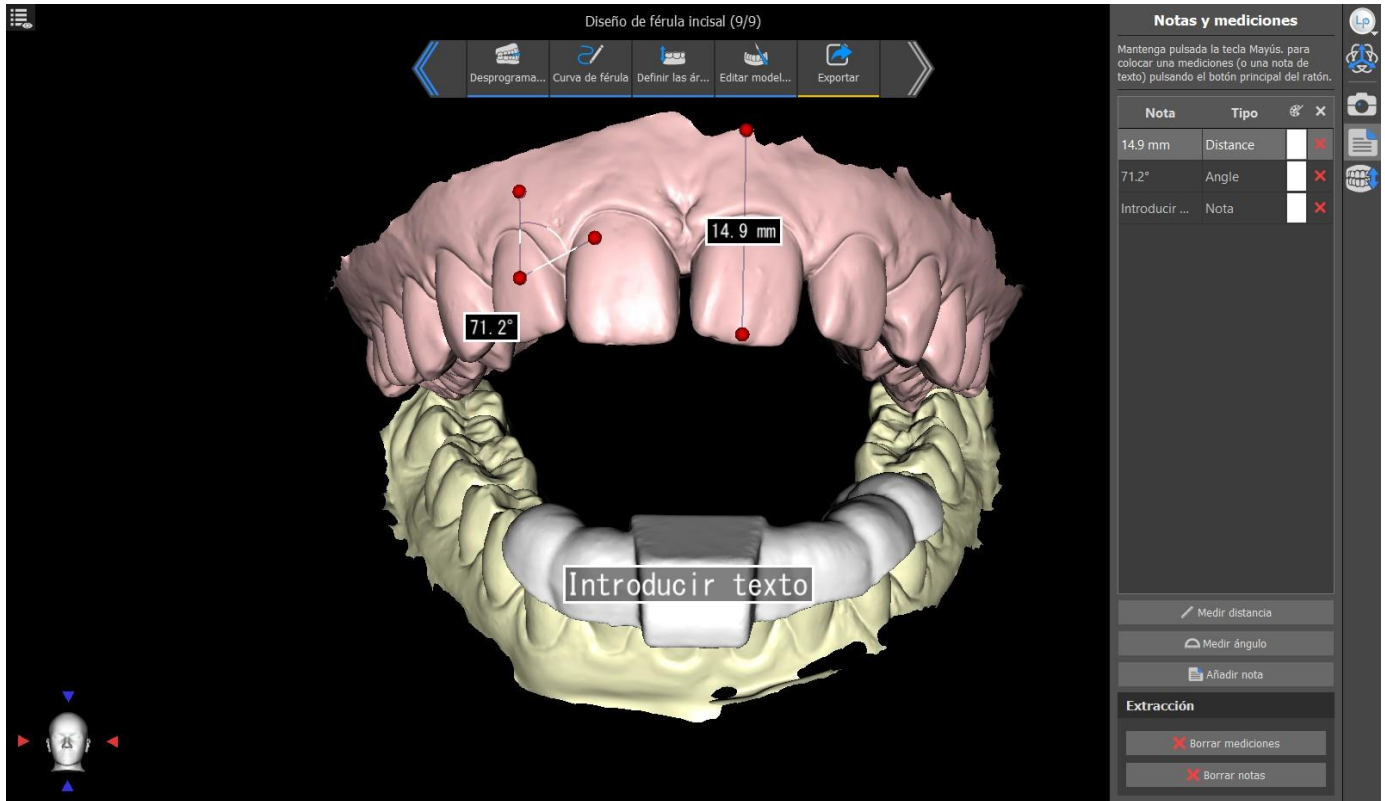 Diseño de férula incisal (9/9)
Desprograma...
Curva de férula
Definir las ár...
Editar model...
Exportar
14.9 mm
71.2°
Introducir texto
Notas y mediciones
Mantenga pulsada la tecla Mayús. para
colocar una mediciones (o una nota de
texto) pulsando el botón principal del ratón.
Nota Tipo
14.9 mm Distance
71.2° Angle
Introducir ... Nota
Medir distancia
Medir ángulo
Añadir nota
Extracción
Borrar mediciones
Borrar notas
Lp